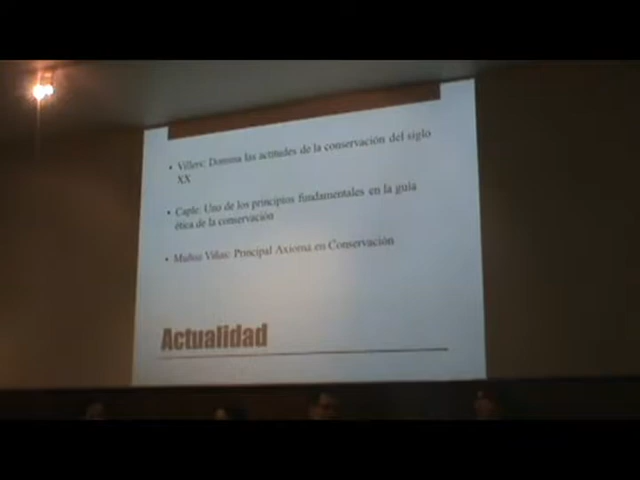 • Villers: Domina las actitudes de la conservación del siglo
XX
• Caple: Uno de los principios fundamentales en la guía
ética de la conservación
• Muñoz Viñas: Principal Axioma en Conservación
Actualidad